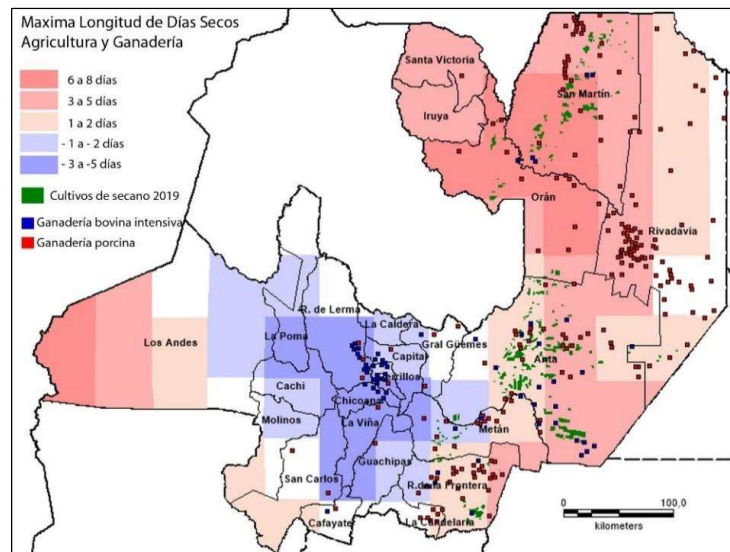 Maxima Longitud de Días Secos
Agricultura y Ganadería
6 a 8 días
3 a 5 días
1 a 2 días
- 1 a - 2 días
- 3 a -5 días
Cultivos de secano 2019
Ganadería bovina intensiva
Ganadería porcina
Santa Victoria
Iruya
San Martín
Orán
Rivadavia
R. de Lerma
La Caldera
Los Andes
La Poma
Capital
Gral Güemes
Anta
Cachi
Chicoana
Molinos
La Viña
Metán
Guachipas
San Carlos
R.de la Frontera
Cafayate
La Candelaria
0
100,0
kilometers